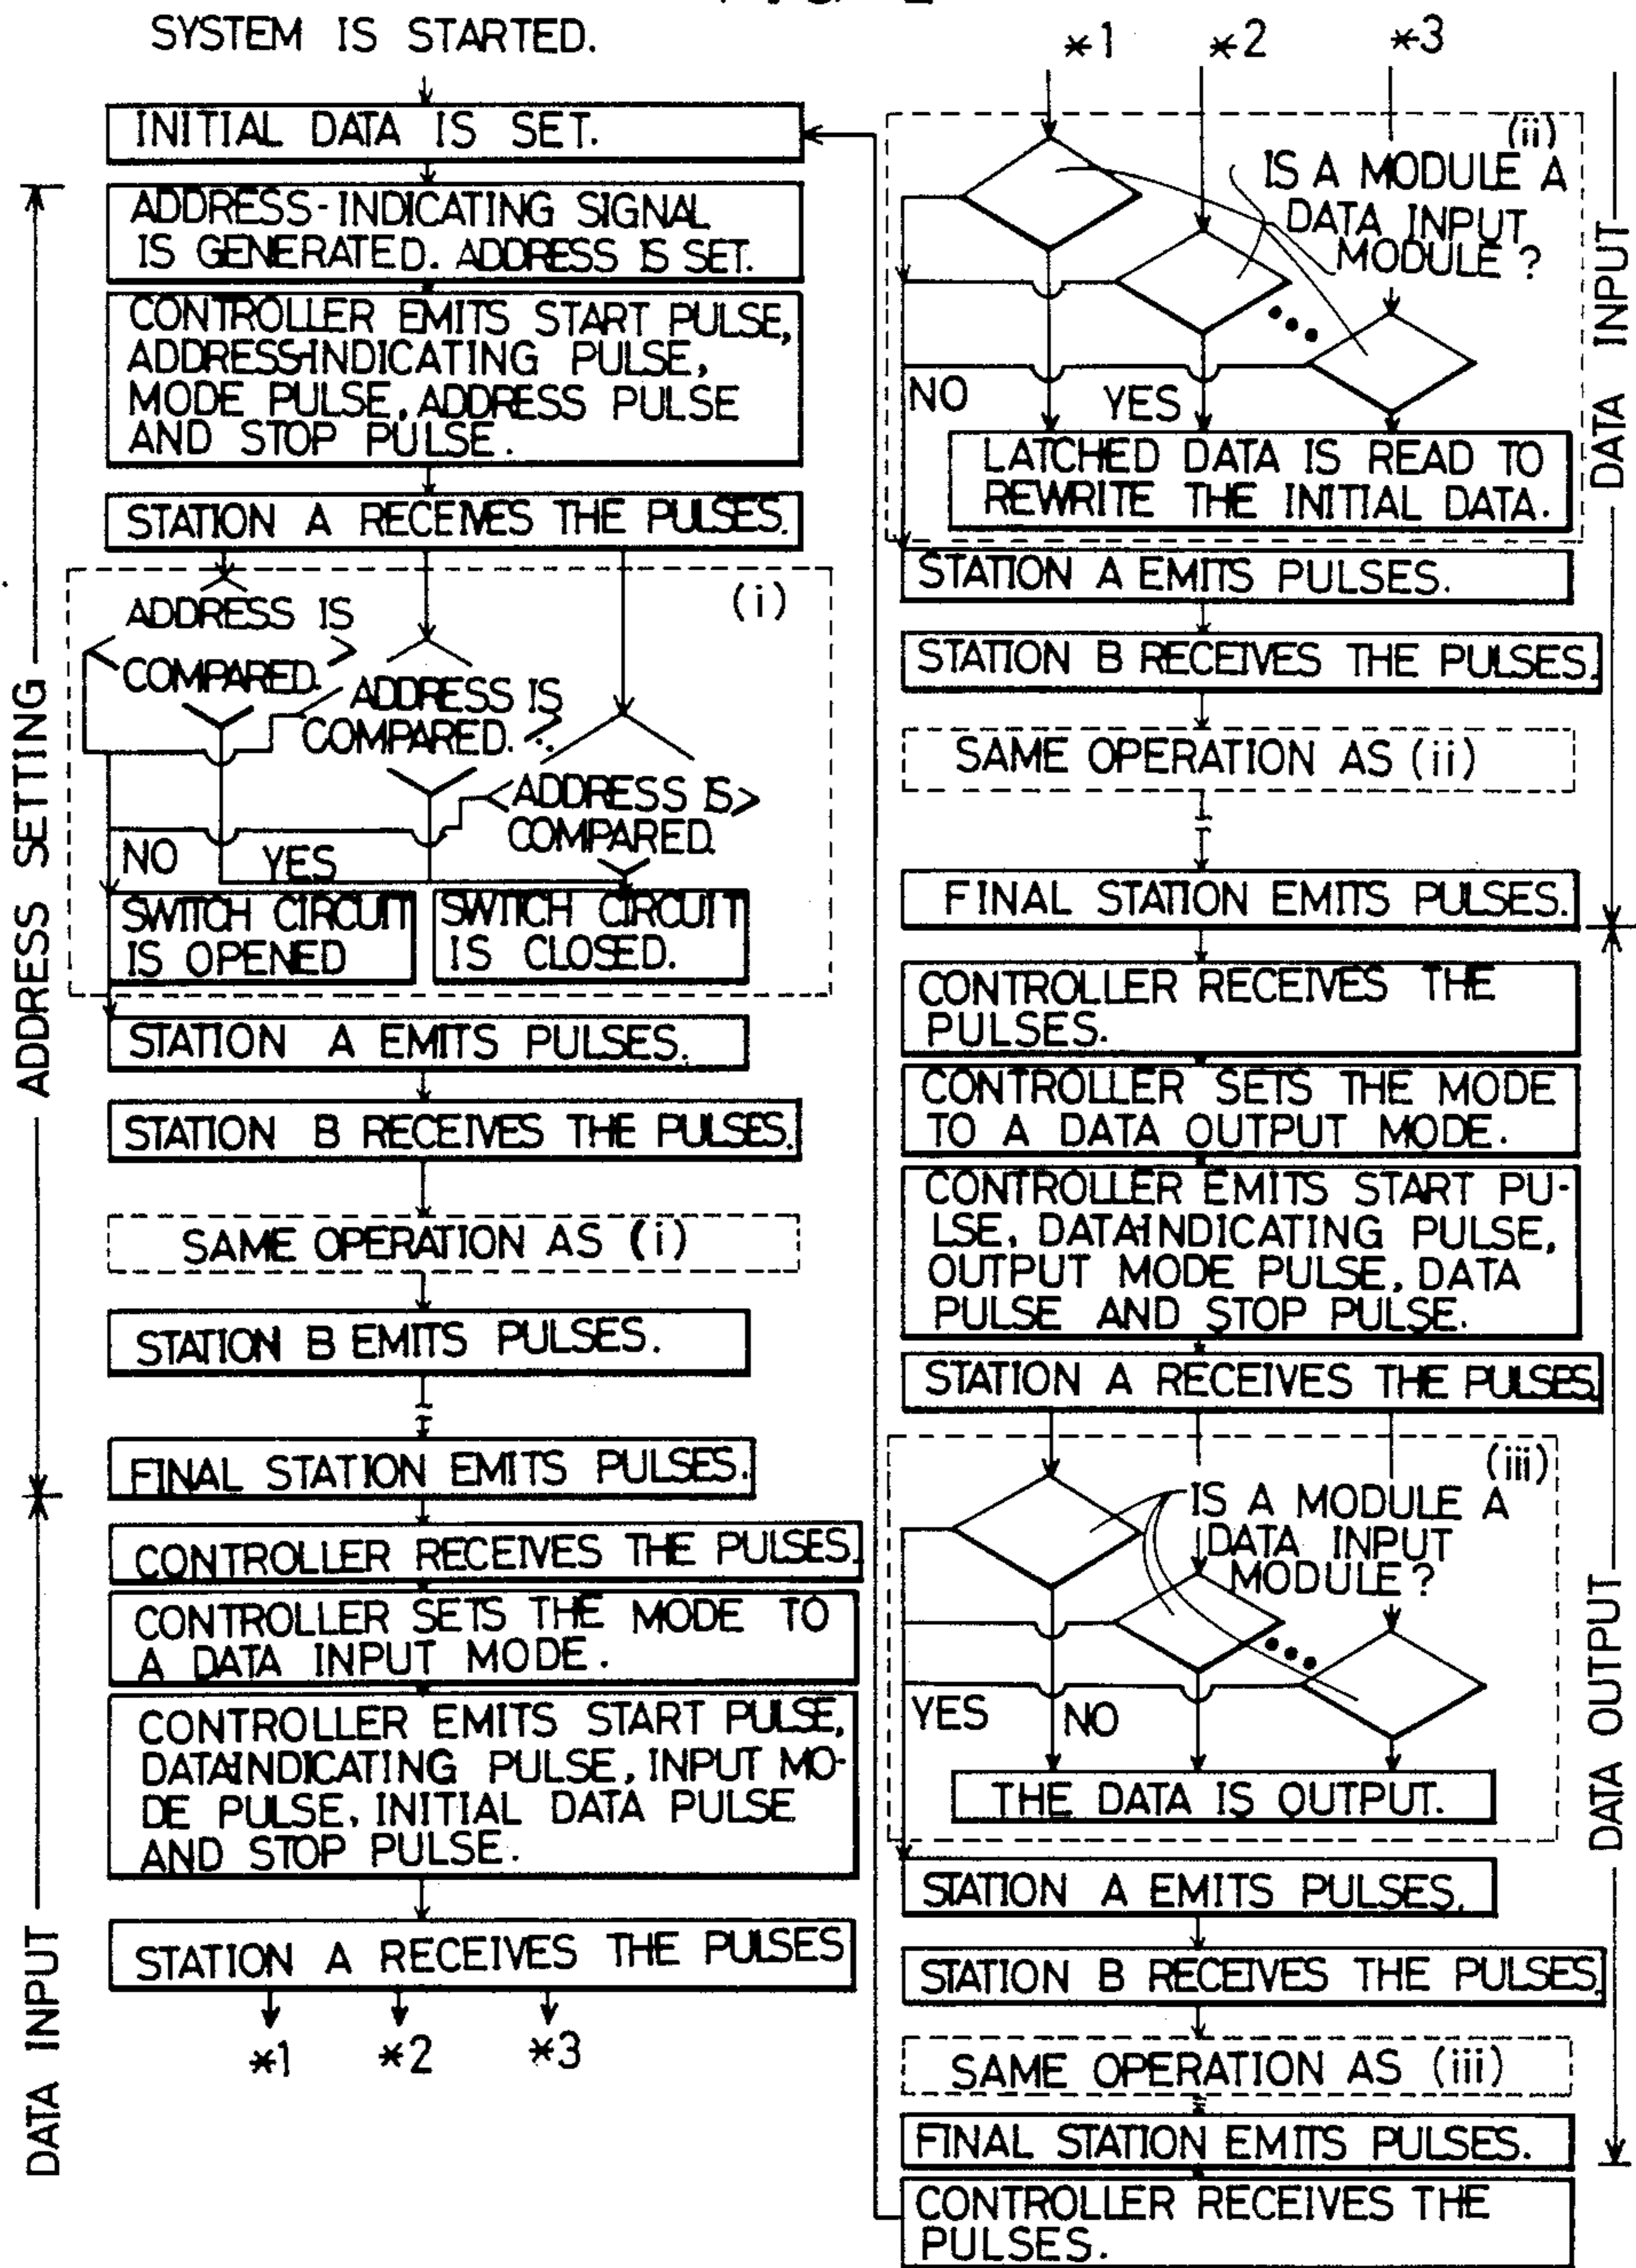 SYSTEM IS STARTED.
INITIAL DATA IS SET.
ADDRESS-INDICATING SIGNAL
IS GENERATED. ADDRESS IS SET.
CONTROLLER EMITS START PULSE,
ADDRESS-INDICATING PULSE,
MODE PULSE, ADDRESS PULSE
AND STOP PULSE.
STATION A RECEIVES THE PULSES.
(i)
ADDRESS IS
COMPARED.
ADDRESS IS
COMPARED.
ADDRESS IS
COMPARED.
NO
YES
SWITCH CIRCUIT
IS OPENED
SWITCH CIRCUIT
IS CLOSED.
STATION A EMITS PULSES.
STATION B RECEIVES THE PULSES.
SAME OPERATION AS (i)
STATION B EMITS PULSES.
FINAL STATION EMITS PULSES.
ADDRESS SETTING
CONTROLLER RECEIVES THE PULSES.
CONTROLLER SETS THE MODE TO
A DATA INPUT MODE.
CONTROLLER EMITS START PULSE,
DATA-INDICATING PULSE, INPUT MO-
DE PULSE, INITIAL DATA PULSE
AND STOP PULSE.
STATION A RECEIVES THE PULSES
*1 *2 *3
DATA INPUT
*1 *2 *3
(ii)
IS A MODULE A
DATA INPUT
MODULE ?
NO
YES
LATCHED DATA IS READ TO
REWRITE THE INITIAL DATA.
STATION A EMITS PULSES.
STATION B RECEIVES THE PULSES.
SAME OPERATION AS (ii)
FINAL STATION EMITS PULSES.
DATA INPUT
CONTROLLER RECEIVES THE
PULSES.
CONTROLLER SETS THE MODE
TO A DATA OUTPUT MODE.
CONTROLLER EMITS START PU-
LSE, DATA-INDICATING PULSE,
OUTPUT MODE PULSE, DATA
PULSE AND STOP PULSE.
STATION A RECEIVES THE PULSES.
(iii)
IS A MODULE A
DATA INPUT
MODULE ?
YES
NO
THE DATA IS OUTPUT.
STATION A EMITS PULSES.
STATION B RECEIVES THE PULSES.
SAME OPERATION AS (iii)
FINAL STATION EMITS PULSES.
CONTROLLER RECEIVES THE
PULSES.
DATA OUTPUT